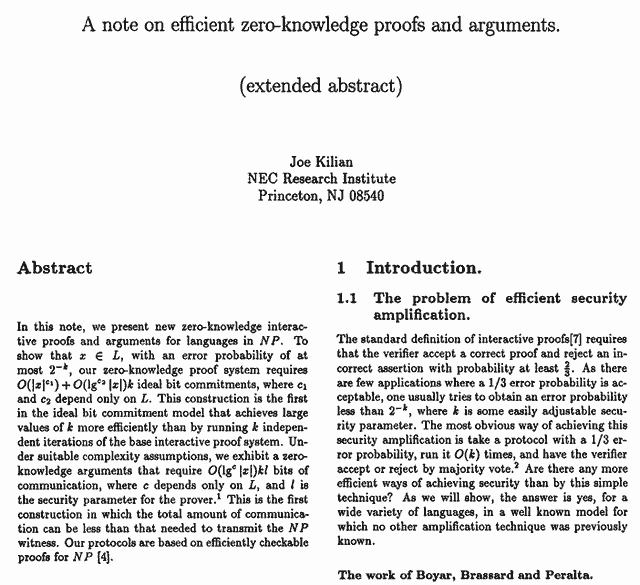 A note on efficient zero-knowledge proofs and arguments.
(extended abstract)
Joe Kilian
NEC Research Institute
Princeton, NJ 08540
Abstract
In this note, we present new zero-knowledge interac-
tive proofs and arguments for languages in NP. To
show that x ∈ L, with an error probability of at
most 2^{-k}, our zero-knowledge proof system requires
O(|x|^{c_1}) + O(lg^{c_2} |x|)k ideal bit commitments, where c_1
and c_2 depend only on L. This construction is the first
in the ideal bit commitment model that achieves large
values of k more efficiently than by running k indepen-
dent iterations of the base interactive proof system. Un-
der suitable complexity assumptions, we exhibit a zero-
knowledge arguments that require O(lg^c |x|)kl bits of
communication, where c depends only on L, and l is
the security parameter for the prover.¹ This is the first
construction in which the total amount of communica-
tion can be less than that needed to transmit the NP
witness. Our protocols are based on efficiently checkable
proofs for NP [4].
1 Introduction.
1.1 The problem of efficient security
amplification.
The standard definition of interactive proofs[7] requires
that the verifier accept a correct proof and reject an in-
correct assertion with probability at least 2/3. As there
are few applications where a 1/3 error probability is ac-
ceptable, one usually tries to obtain an error probability
less than 2^{-k}, where k is some easily adjustable secu-
rity parameter. The most obvious way of achieving this
security amplification is take a protocol with a 1/3 er-
ror probability, run it O(k) times, and have the verifier
accept or reject by majority vote.² Are there any more
efficient ways of achieving security than by this simple
technique? As we will show, the answer is yes, for a
wide variety of languages, in a well known model for
which no other amplification technique was previously
known.
The work of Boyar, Brassard and Peralta.